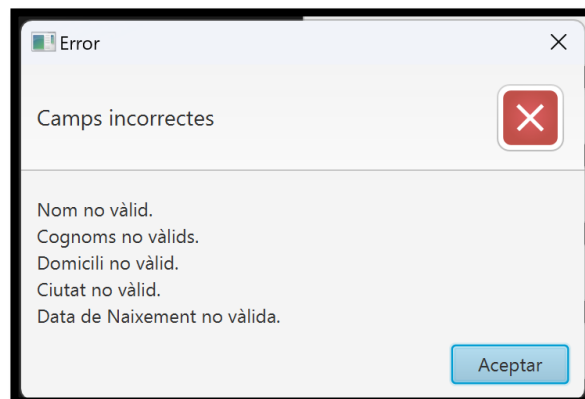 Error
Camps incorrectes
Nom no vàlid.
Cognoms no vàlids.
Domicili no vàlid.
Ciutat no vàlid.
Data de Naixement no vàlida.
Aceptar